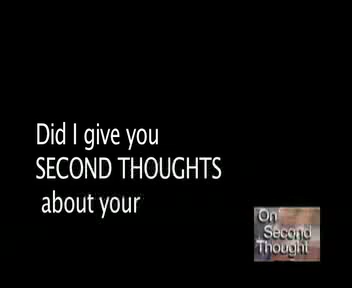 Did I give you
SECOND THOUGHTS
about your
On
Second
Thought